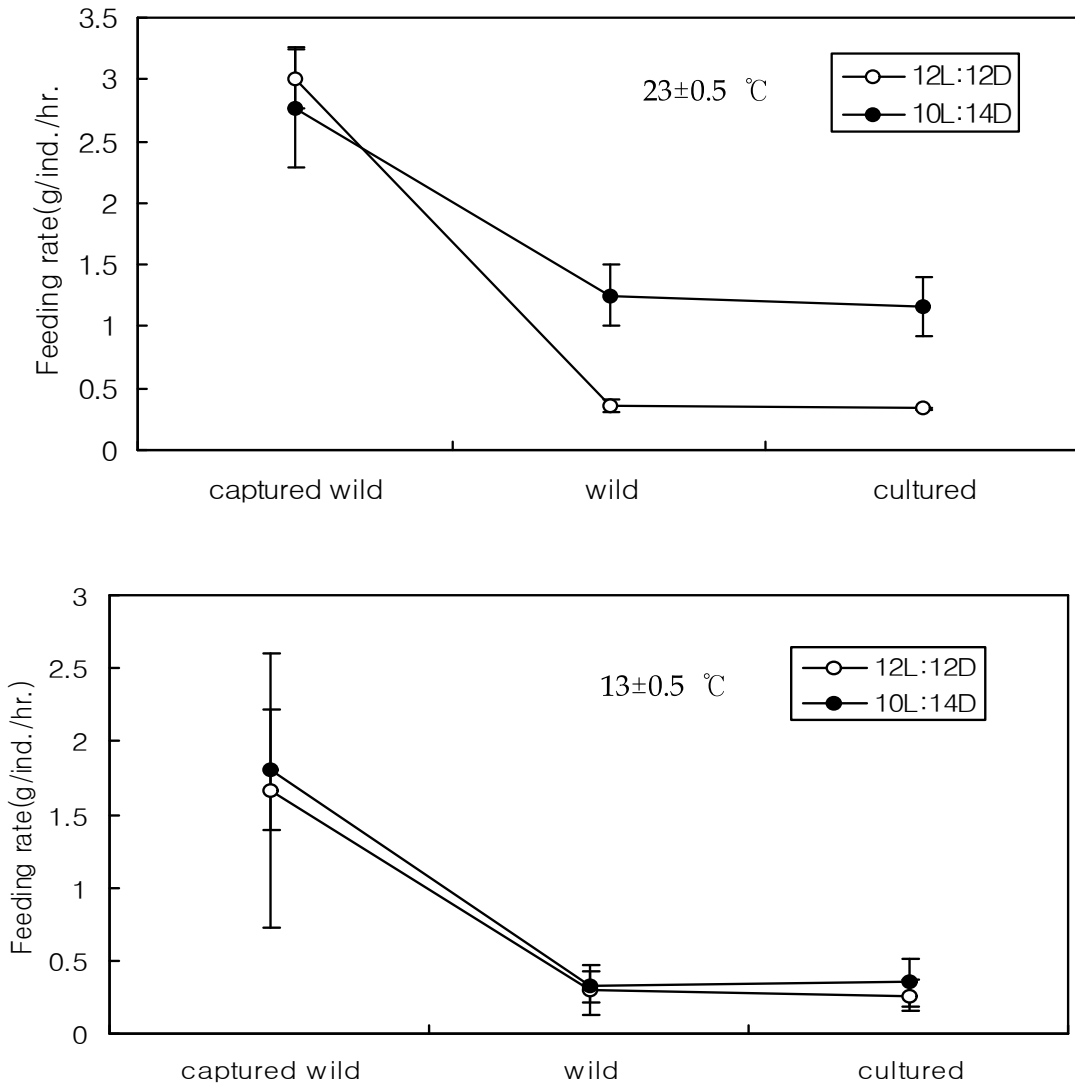 3.5
3
2.5
2
1.5
1
0.5
0
Feeding rate(g/ind./hr.
23±0.5 ℃
12L:12D
10L:14D
captured wild wild cultured
3
2.5
2
1.5
1
0.5
0
Feeding rate(g/ind./hr.)
13±0.5 ℃
12L:12D
10L:14D
captured wild wild cultured